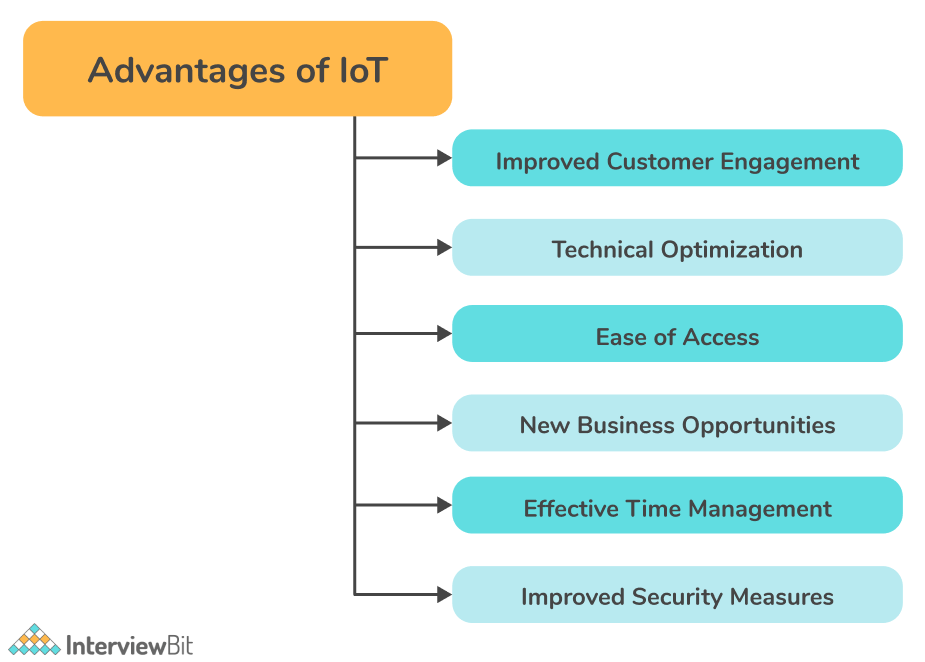 Advantages of IoT
Improved Customer Engagement
Technical Optimization
Ease of Access
New Business Opportunities
Effective Time Management
Improved Security Measures
InterviewBit